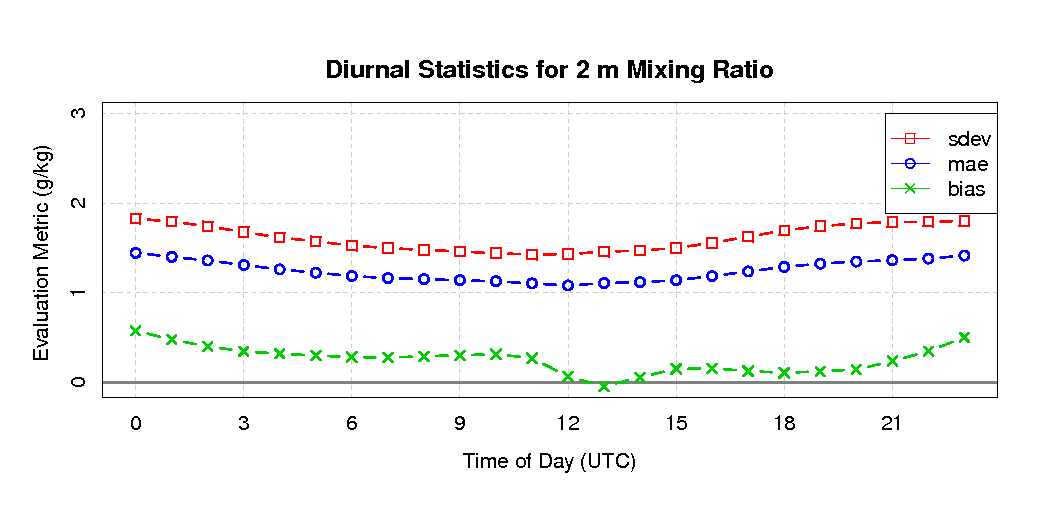 Diurnal Statistics for 2 m Mixing Ratio
Evaluation Metric (g/kg)
3
2
1
0
sdev
mae
bias
0 3 6 9 12 15 18 21
Time of Day (UTC)